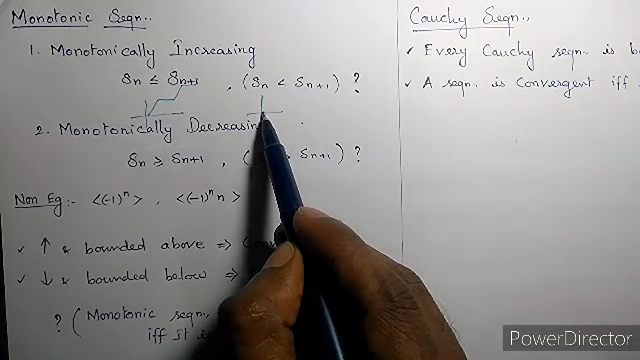 Monotonic Seqn..
1. Monotonically Increasing
Sn ≤ Sn+1 , (Sn < Sn+1) ?
2. Monotonically Decreasing
Sn ≥ Sn+1 , ( > Sn+1) ?
Non Eg:- <(-1)^n> , <(-1)^n n>
✓ ↑ & bounded above ⇒ Con
✓ ↓ & bounded below ⇒
? (Monotonic seqn.
iff it is
Cauchy Seqn..
✓ Every Cauchy seqn. is
✓ A seqn. is Convergent iff
PowerDirector